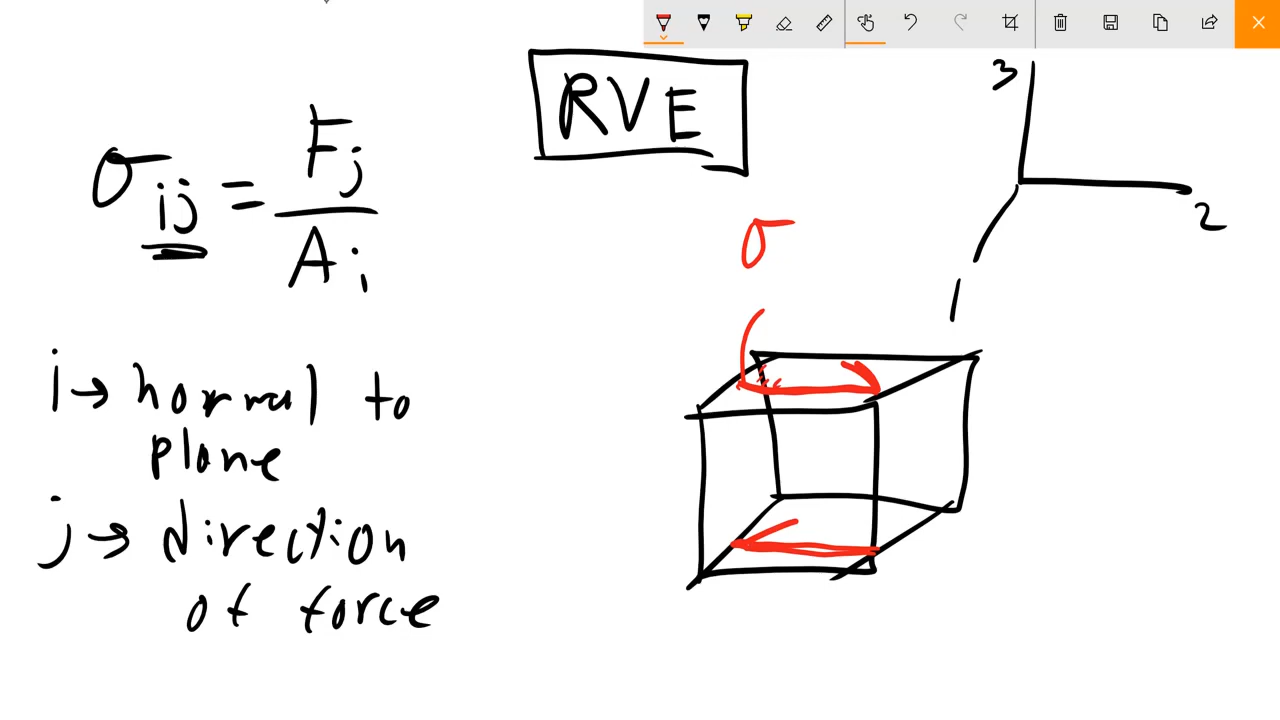 RVE
σij = Fj / Ai
i → normal to
plane
j → direction
of force
3
2
1
σ